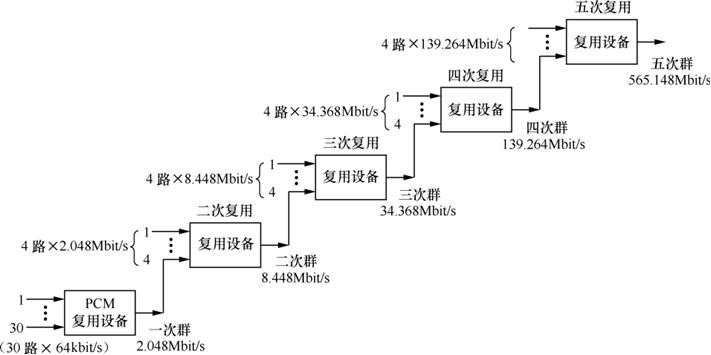 五次复用
4 路×139.264Mbit/s
复用设备
五次群
565.148Mbit/s
四次复用
4 路×34.368Mbit/s
1
4
复用设备
四次群
139.264Mbit/s
三次复用
4 路×8.448Mbit/s
1
4
复用设备
三次群
34.368Mbit/s
二次复用
4 路×2.048Mbit/s
1
4
复用设备
二次群
8.448Mbit/s
1
30
PCM
复用设备
(30 路 × 64kbit/s)
一次群
2.048Mbit/s